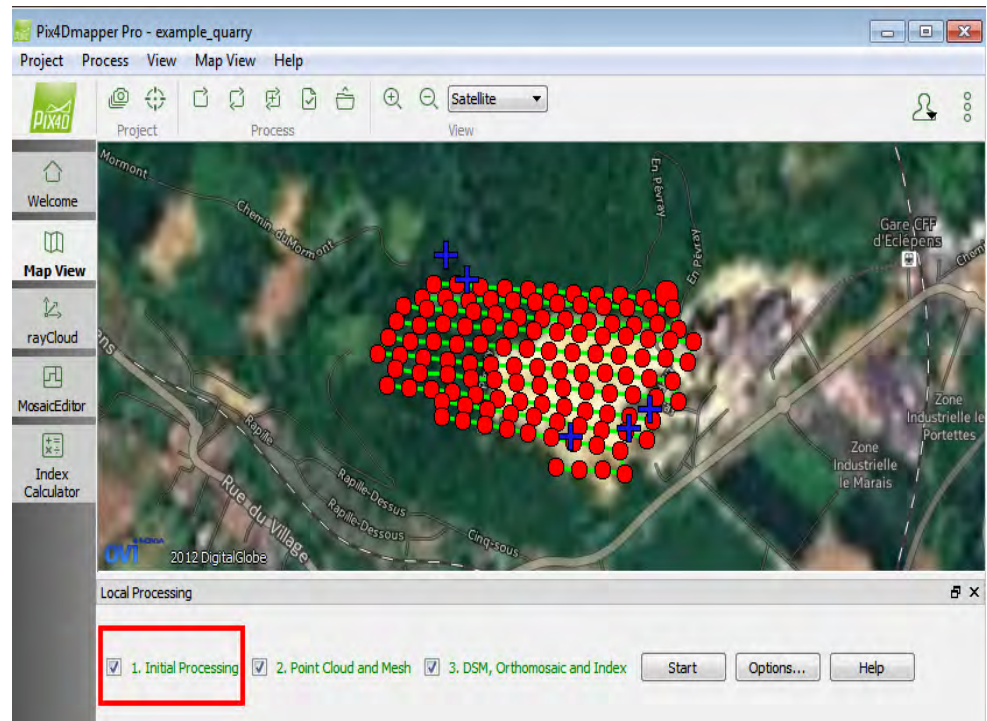 Pix4Dmapper Pro - example_quarry
Project Process View Map View Help
PIX4D
Project
Process
Satellite
View
Welcome
Map View
rayCloud
MosaicEditor
Index
Calculator
Mormont
Chemin duMormont
En Pévray
En Pévray
Gare CFF
d'Eclépens
Rapille
Rapille-Dessus
Rapille-Dessous
Rue du Village
Cinq-sous
Zone
Industrielle
le Marais
Zone
Industrielle le
Portettes
ovi NOKIA
2012 DigitalGlobe
Local Processing
1. Initial Processing 2. Point Cloud and Mesh 3. DSM, Orthomosaic and Index Start Options... Help